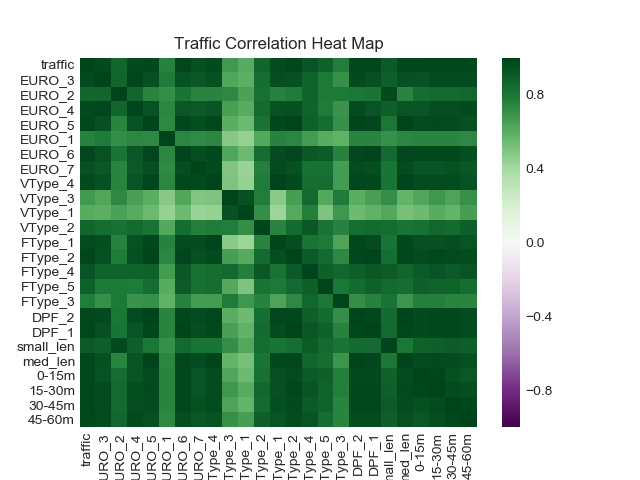 Traffic Correlation Heat Map
traffic
EURO_3
EURO_2
EURO_4
EURO_5
EURO_1
EURO_6
EURO_7
VType_4
VType_3
VType_1
VType_2
FType_1
FType_2
FType_4
FType_5
FType_3
DPF_2
DPF_1
small_len
med_len
0-15m
15-30m
30-45m
45-60m
0.8
0.4
0.0
−0.4
−0.8
traffic
URO_3
URO_2
URO_4
URO_5
URO_1
URO_6
URO_7
Type_4
Type_3
Type_1
Type_2
Type_1
Type_2
Type_4
Type_5
Type_3
DPF_2
DPF_1
nall_len
ned_len
0-15m
15-30m
30-45m
45-60m